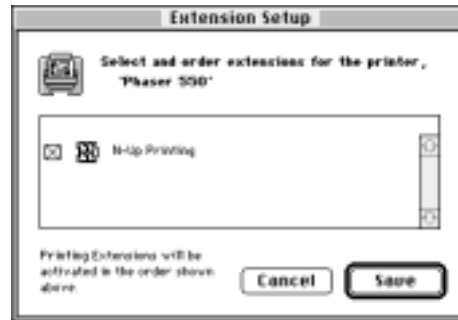 Extension Setup
Select and order extensions for the printer,
"Phaser 550"
N-Up Printing
Printing Extensions will be
activated in the order shown
above.
Cancel
Save